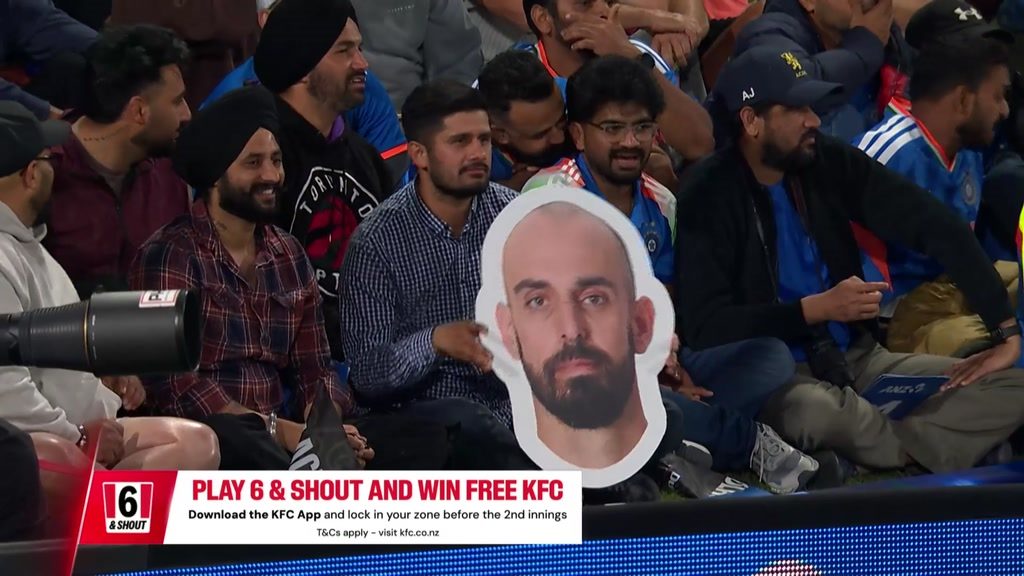 AJ
TORONTO
ANZ
6
& SHOUT
PLAY 6 & SHOUT AND WIN FREE KFC
Download the KFC App and lock in your zone before the 2nd innings
T&Cs apply – visit kfc.co.nz